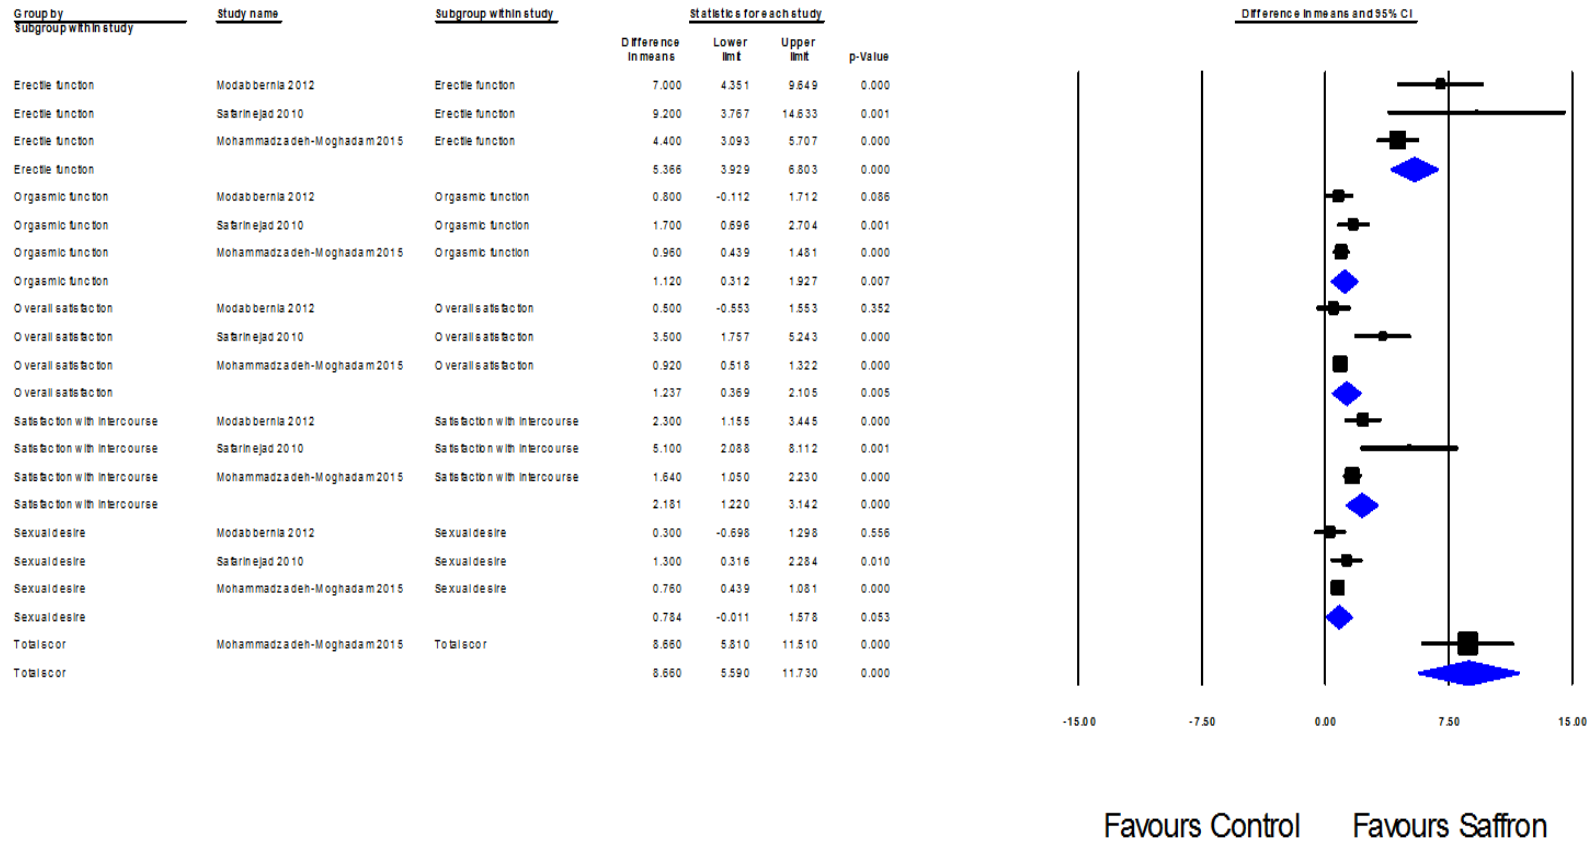 Group by Study name Subgroup within study Statistics for each study Difference in means and 95% CI
Subgroup within study
Difference Lower Upper
in means limit limit p-Value
Erectile function Modabbernia 2012 Erectile function 7.000 4.351 9.649 0.000
Erectile function Safarinejad 2010 Erectile function 9.200 3.767 14.633 0.001
Erectile function Mohammadzadeh-Moghadam 2015 Erectile function 4.400 3.093 5.707 0.000
Erectile function 5.366 3.929 6.803 0.000
Orgasmic function Modabbernia 2012 Orgasmic function 0.800 -0.112 1.712 0.086
Orgasmic function Safarinejad 2010 Orgasmic function 1.700 0.696 2.704 0.001
Orgasmic function Mohammadzadeh-Moghadam 2015 Orgasmic function 0.960 0.439 1.481 0.000
Orgasmic function 1.120 0.312 1.927 0.007
Overall satisfaction Modabbernia 2012 Overall satisfaction 0.500 -0.553 1.553 0.352
Overall satisfaction Safarinejad 2010 Overall satisfaction 3.500 1.757 5.243 0.000
Overall satisfaction Mohammadzadeh-Moghadam 2015 Overall satisfaction 0.920 0.518 1.322 0.000
Overall satisfaction 1.237 0.369 2.105 0.005
Satisfaction with intercourse Modabbernia 2012 Satisfaction with intercourse 2.300 1.155 3.445 0.000
Satisfaction with intercourse Safarinejad 2010 Satisfaction with intercourse 5.100 2.088 8.112 0.001
Satisfaction with intercourse Mohammadzadeh-Moghadam 2015 Satisfaction with intercourse 1.640 1.050 2.230 0.000
Satisfaction with intercourse 2.181 1.220 3.142 0.000
Sexual desire Modabbernia 2012 Sexual desire 0.300 -0.698 1.298 0.556
Sexual desire Safarinejad 2010 Sexual desire 1.300 0.316 2.284 0.010
Sexual desire Mohammadzadeh-Moghadam 2015 Sexual desire 0.760 0.439 1.081 0.000
Sexual desire 0.784 -0.011 1.578 0.053
Total scor Mohammadzadeh-Moghadam 2015 Total scor 8.660 5.810 11.510 0.000
Total scor 8.660 5.590 11.730 0.000
-15.00 -7.50 0.00 7.50 15.00
Favours Control Favours Saffron